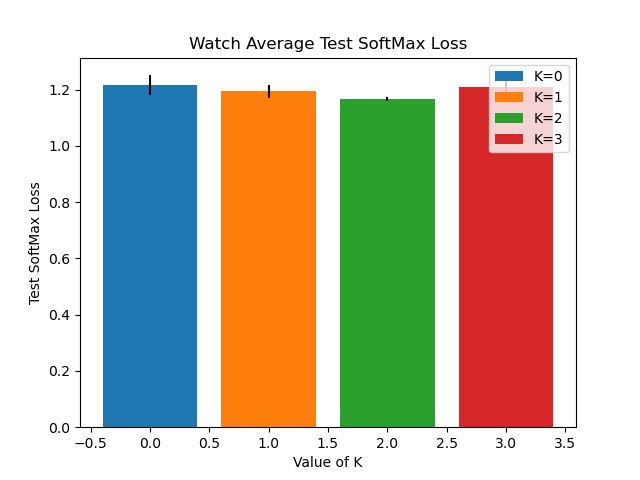 Watch Average Test SoftMax Loss
Test SoftMax Loss
1.2
1.0
0.8
0.6
0.4
0.2
0.0
K=0
K=1
K=2
K=3
−0.5 0.0 0.5 1.0 1.5 2.0 2.5 3.0 3.5
Value of K